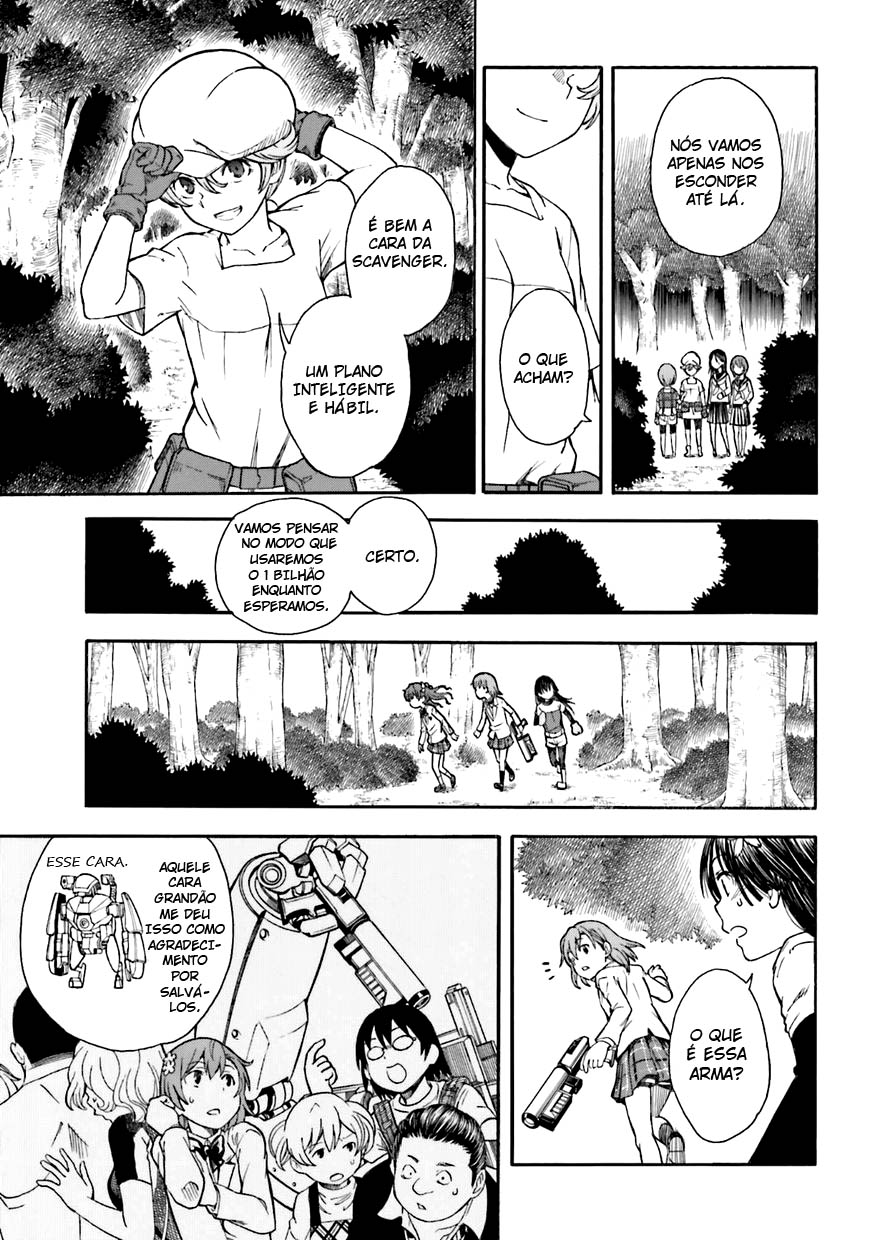 NÓS VAMOS
APENAS NOS
ESCONDER
ATÉ LÁ.
O QUE
ACHAM?
É BEM A
CARA DA
SCAVENGER.
UM PLANO
INTELIGENTE
E HÁBIL.
CERTO.
VAMOS PENSAR
NO MODO QUE
USAREMOS
O 1 BILHÃO
ENQUANTO
ESPERAMOS.
O QUE
É ESSA
ARMA?
AQUELE
CARA
GRANDÃO
ME DEU
ISSO COMO
AGRADECI-
MENTO
POR
SALVÁ-
LOS.
ESSE CARA.